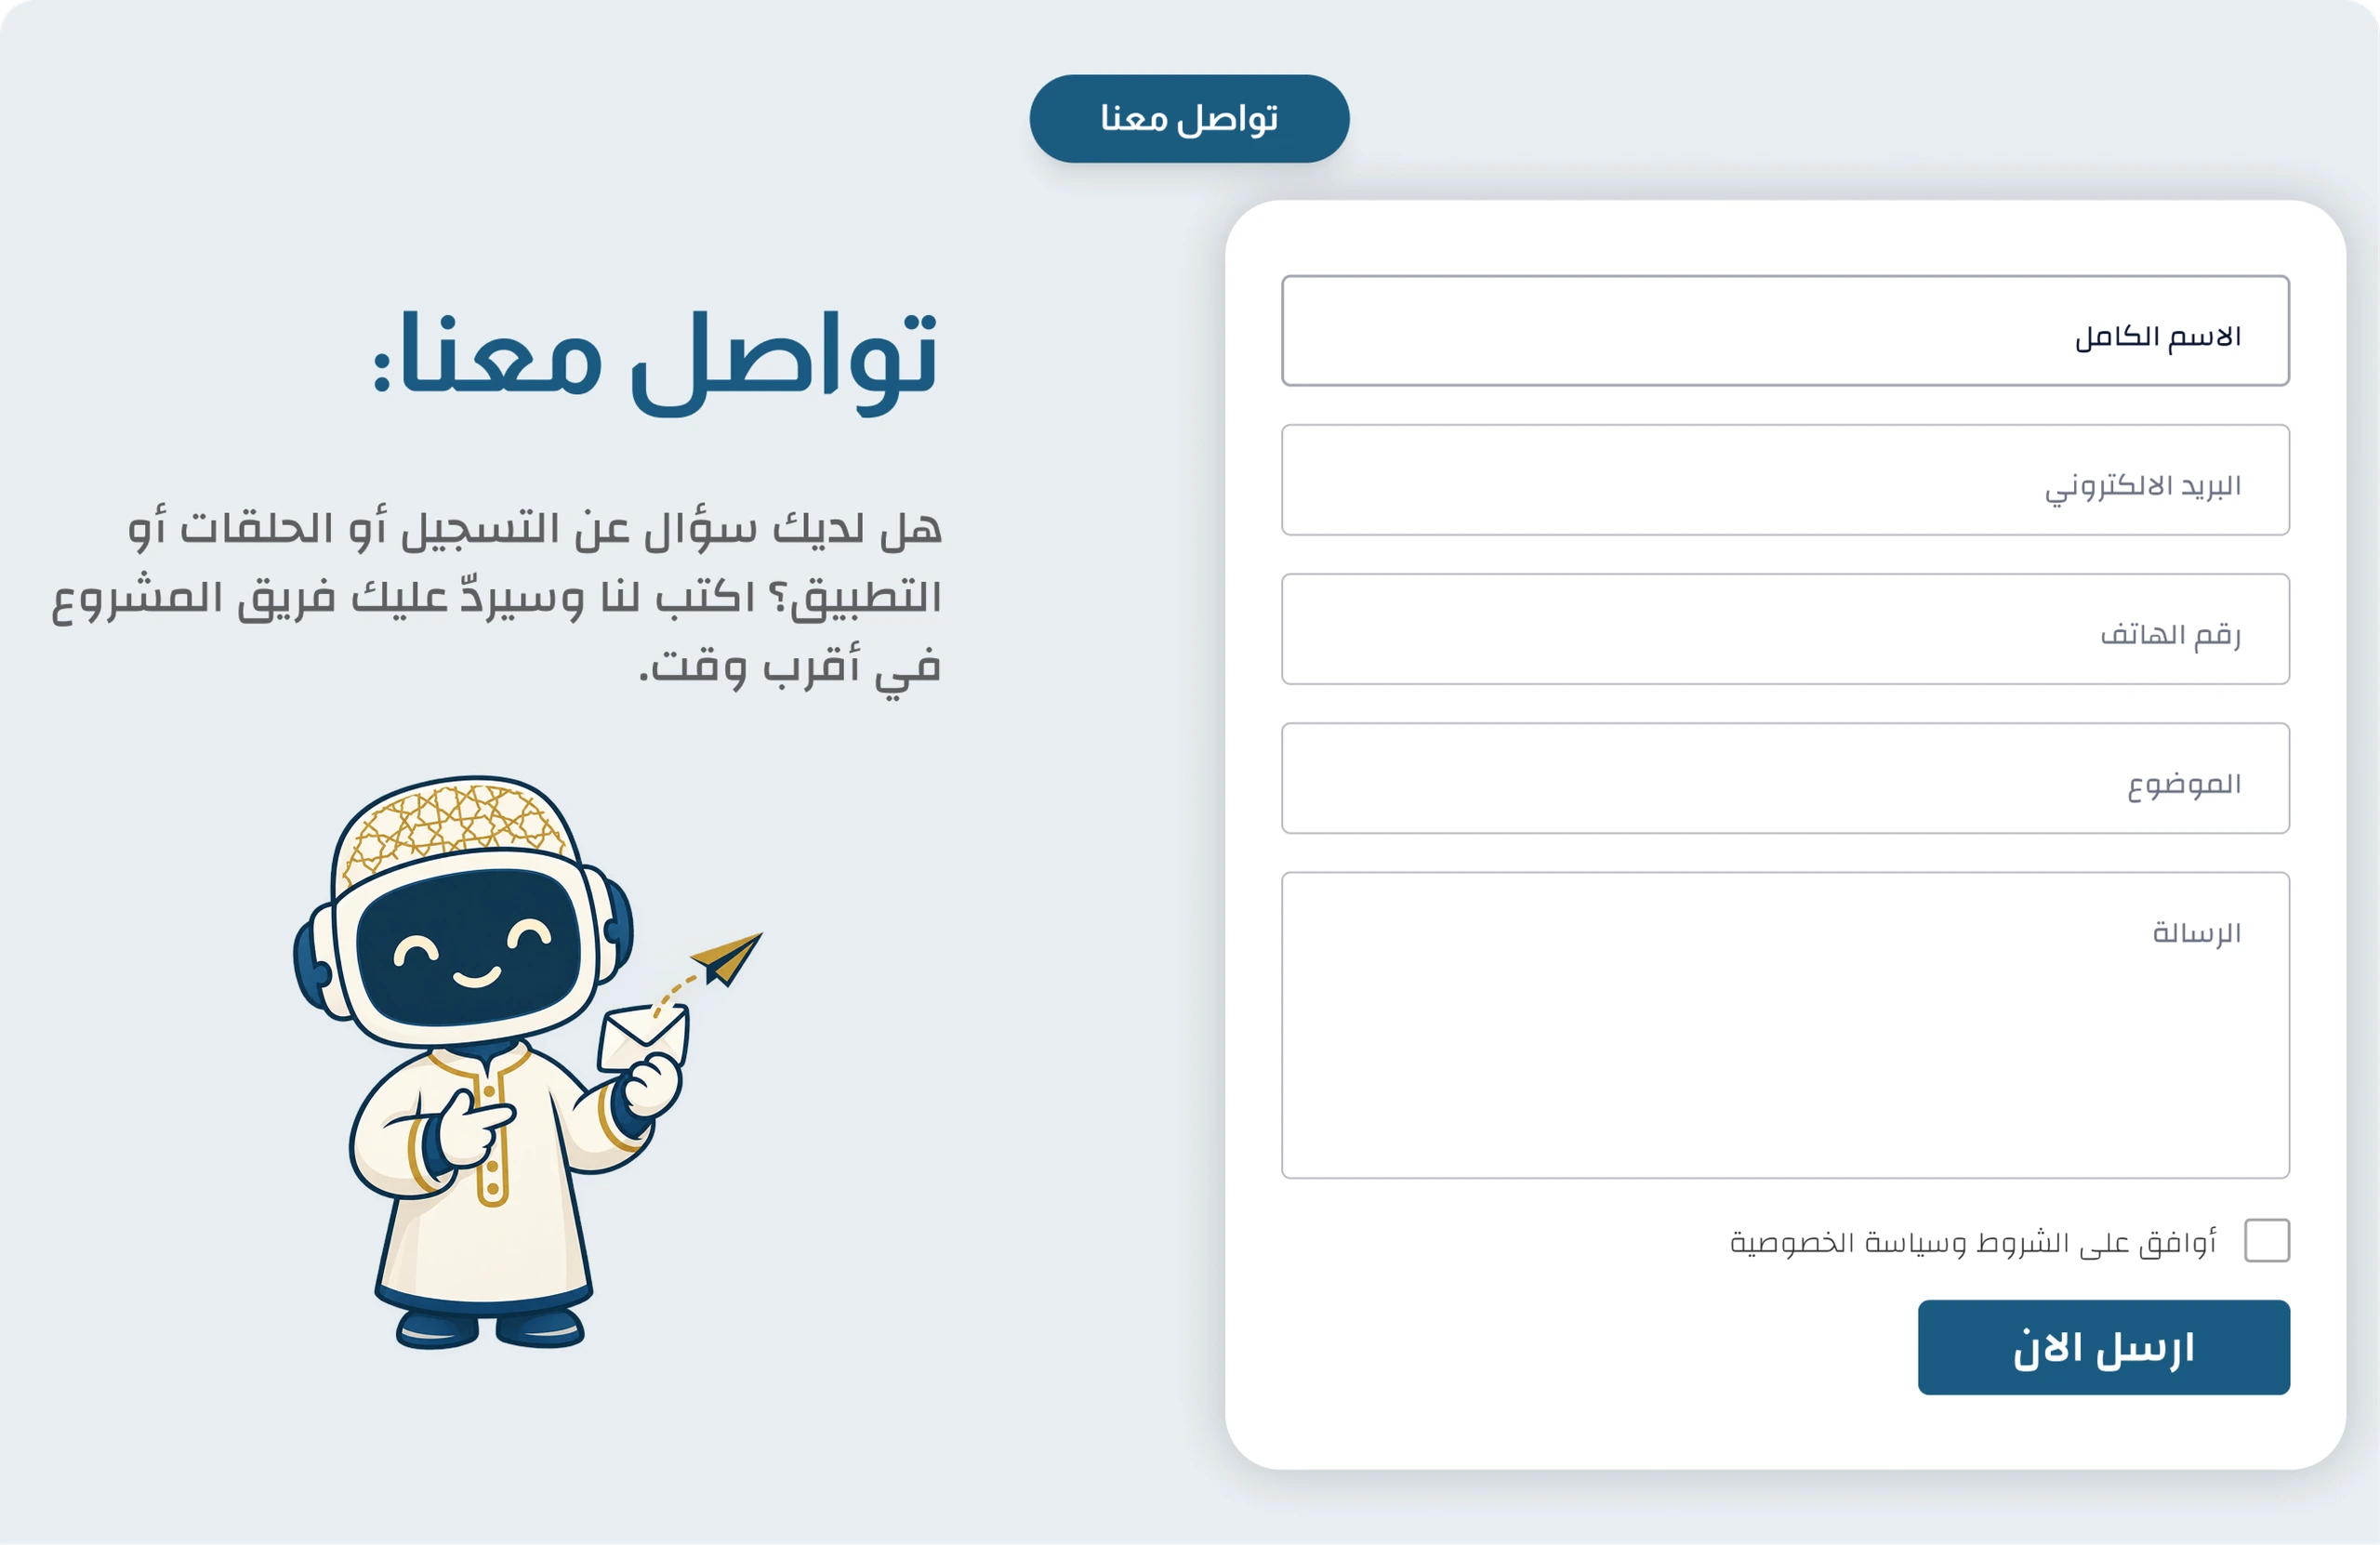 تواصل معنا
الاسم الكامل
البريد الالكتروني
رقم الهاتف
الموضوع
الرسالة
أوافق على الشروط وسياسة الخصوصية
ارسل الان
تواصل معنا:
هل لديك سؤال عن التسجيل أو الحلقات أو
التطبيق؟ اكتب لنا وسيردّ عليك فريق المشروع
في أقرب وقت.